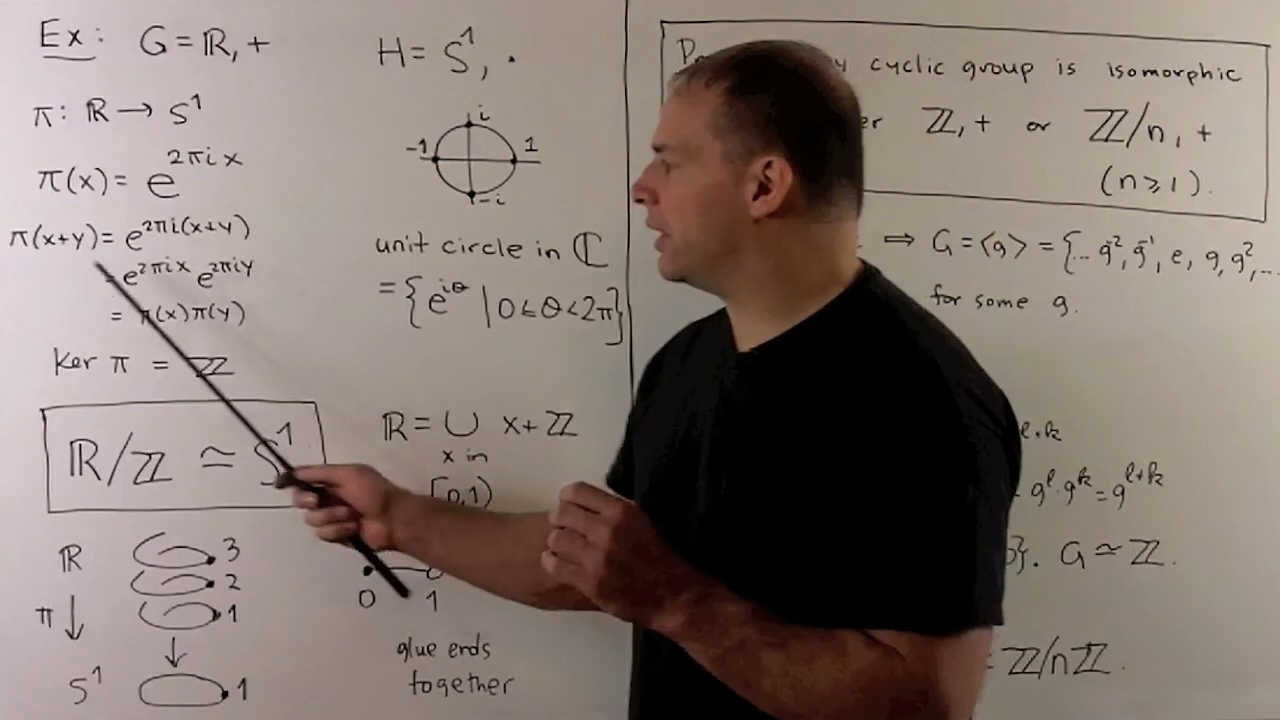 Ex: G = ℝ, +
π: ℝ → S¹
π(x) = e^{2πix}
π(x+y) = e^{2πi(x+y)}
= e^{2πix} e^{2πiy}
= π(x)π(y)
Ker π = ℤ
ℝ/ℤ ≃ S¹
ℝ 3
2
π ↓ 1
↓
S¹ 1
H = S¹, ·
i
-1 1
-i
unit circle in ℂ
= {e^{iθ} | 0 ≤ θ < 2π}
ℝ = ∪ x + ℤ
x in
[0,1)
0 1
glue ends
together
cyclic group is isomorphic
ℤ, + or ℤ/n, +
(n ≥ 1).
⇒ G = ⟨g⟩ = {... g⁻², g⁻¹, e, g, g², ...
for some g.
l+k
g^l · g^k = g^{l+k}
}. G ≃ ℤ.
= ℤ/nℤ.